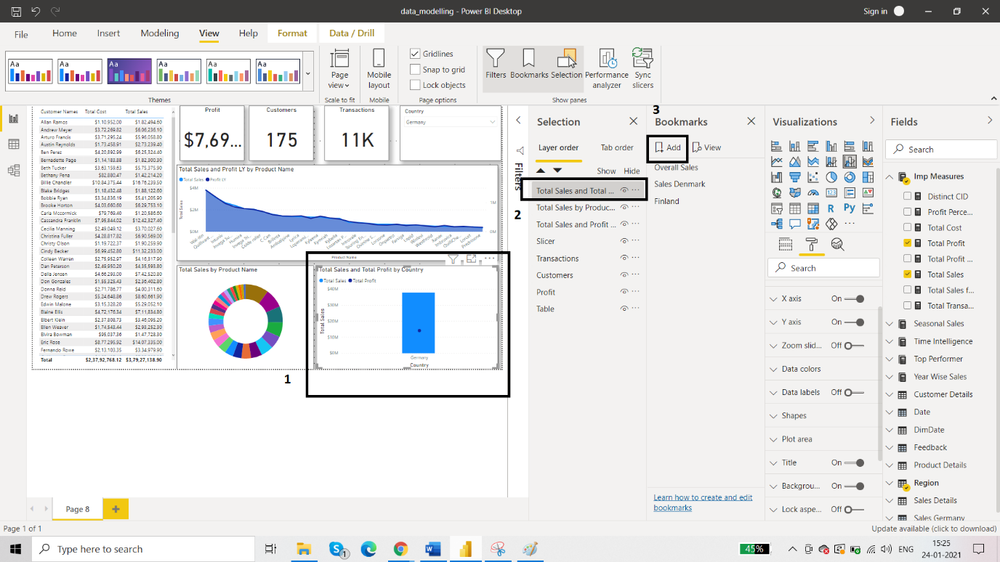 data_modelling - Power BI Desktop
Sign in
File Home Insert Modeling View Help Format Data / Drill
Aa Aa Aa Aa Aa Aa
Page view
Mobile layout
Gridlines
Snap to grid
Lock objects
Filters Bookmarks Selection Performance analyzer Sync slicers
Themes Scale to fit Mobile Page options Show panes
Customer Names Total Cost Total Sales
Allan Ramos $1,10,952.00 $1,82,494.60
Andrew Meyer $3,72,269.82 $6,06,236.10
Arturo Francis $3,71,295.24 $5,96,058.80
Austin Reynolds $1,73,458.91 $2,73,239.40
Ben Perez $4,20,892.99 $6,25,324.40
Bernadette Page $1,14,183.88 $1,82,300.30
Beth Tucker $3,63,159.63 $5,75,375.90
Bethany Pena $82,880.47 $1,42,214.20
Billie Chandler $10,84,375.44 $16,76,239.50
Blake Bridges $1,18,432.48 $1,88,122.60
Bobbie Ryan $3,34,836.19 $5,41,205.90
Brooke Horton $4,03,660.60 $6,29,753.10
Carla Mccormick $79,769.40 $1,20,586.60
Cassandra Franklin $7,95,844.02 $12,42,327.40
Cecilia Manning $2,49,049.12 $3,70,027.60
Christina Fuller $4,28,817.82 $6,90,569.00
Christy Olson $1,19,722.37 $1,90,259.90
Cindy Becker $6,99,452.80 $11,32,233.00
Colleen Warren $2,75,952.97 $4,16,317.90
Dan Peterson $2,49,950.20 $4,35,593.80
Della Jensen $4,66,293.00 $7,42,520.80
Don Gonzales $1,55,325.43 $2,36,402.80
Donna Reid $2,71,786.77 $4,00,311.60
Drew Rogers $5,24,648.86 $8,60,661.90
Edwin Malone $3,15,328.20 $5,29,052.10
Elaine Ellis $4,72,176.34 $7,11,834.80
Elbert Klein $2,37,808.73 $3,46,095.20
Ellen Weaver $1,74,543.44 $2,93,252.30
Elvira Bowman $95,037.36 $1,47,728.30
Eric Rose $8,77,295.92 $14,07,335.00
Fernando Rowe $2,13,103.35 $3,34,979.90
Total $2,37,92,768.12 $3,79,27,138.90
Profit
$7,69...
Customers
175
Transactions
11K
Country
Germany
Total Sales and Profit LY by Product Name
Total Sales Profit LY
Total Sales
$4M
$2M
$0M
1M
0M
Product Name
Total Sales by Product Name
Total Sales and Total Profit by Country
Total Sales Total Profit
Total Sales
$40M
$30M
$20M
$10M
$0M
Germany
Country
1
Filters
2
Selection
Layer order Tab order
Show Hide
Total Sales and Total ...
Total Sales by Produc...
Total Sales and Profit ...
Slicer
Transactions
Customers
Profit
Table
3
Bookmarks
Add View
Overall Sales
Sales Denmark
Finland
Learn how to create and edit bookmarks
Visualizations
R Py
123
Search
X axis On
Y axis On
Zoom slid... Off
Data colors
Data labels Off
Shapes
Plot area
Title On
Backgrou... On
Lock aspe... Off
Fields
Search
Imp Measures
Distinct CID
Profit Perce...
Total Cost
Total Profit
Total Profit ...
Total Sales
Total Sales f...
Total Transa...
Seasonal Sales
Time Intelligence
Top Performer
Year Wise Sales
Customer Details
Date
DimDate
Feedback
Product Details
Region
Sales Details
Sales Germany
Page 8
Page 1 of 1
Update available (click to download)
Type here to search
1
45%
ENG
15:25
24-01-2021